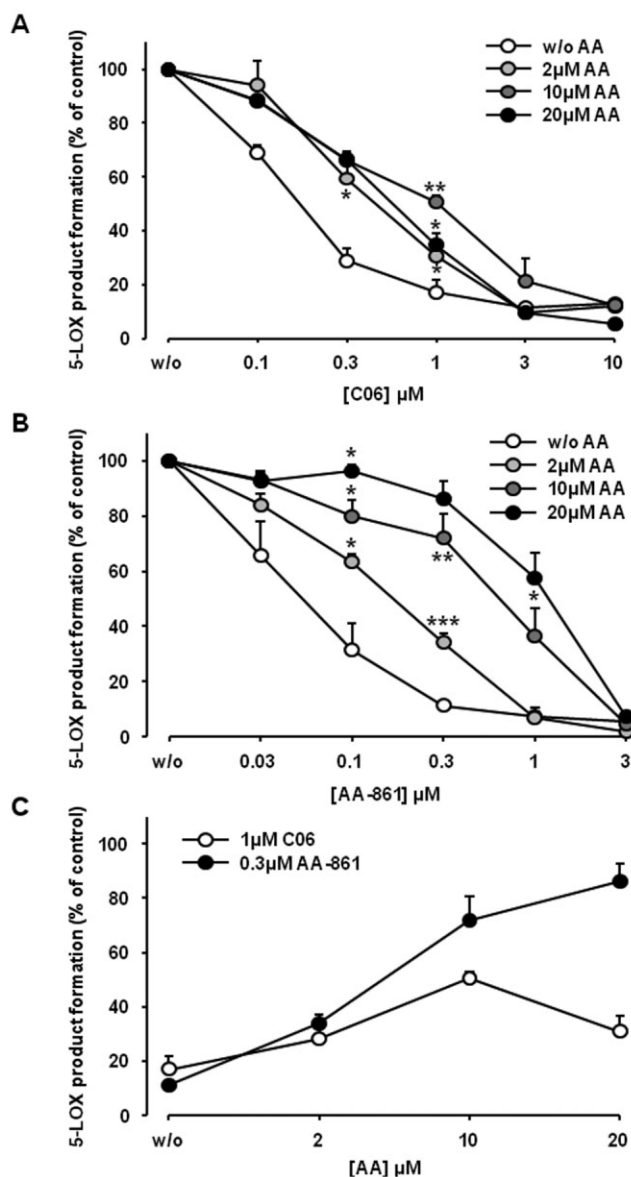 A
5-LOX product formation (% of control)
100
80
60
40
20
0
w/o AA
2μM AA
10μM AA
20μM AA
**
*
*
*
w/o 0.1 0.3 1 3 10
[C06] μM
B
5-LOX product formation (% of control)
100
80
60
40
20
0
w/o AA
2μM AA
10μM AA
20μM AA
*
*
*
**
***
*
w/o 0.03 0.1 0.3 1 3
[AA-861] μM
C
5-LOX product formation (% of control)
100
80
60
40
20
0
1μM C06
0.3μM AA-861
w/o 2 10 20
[AA] μM